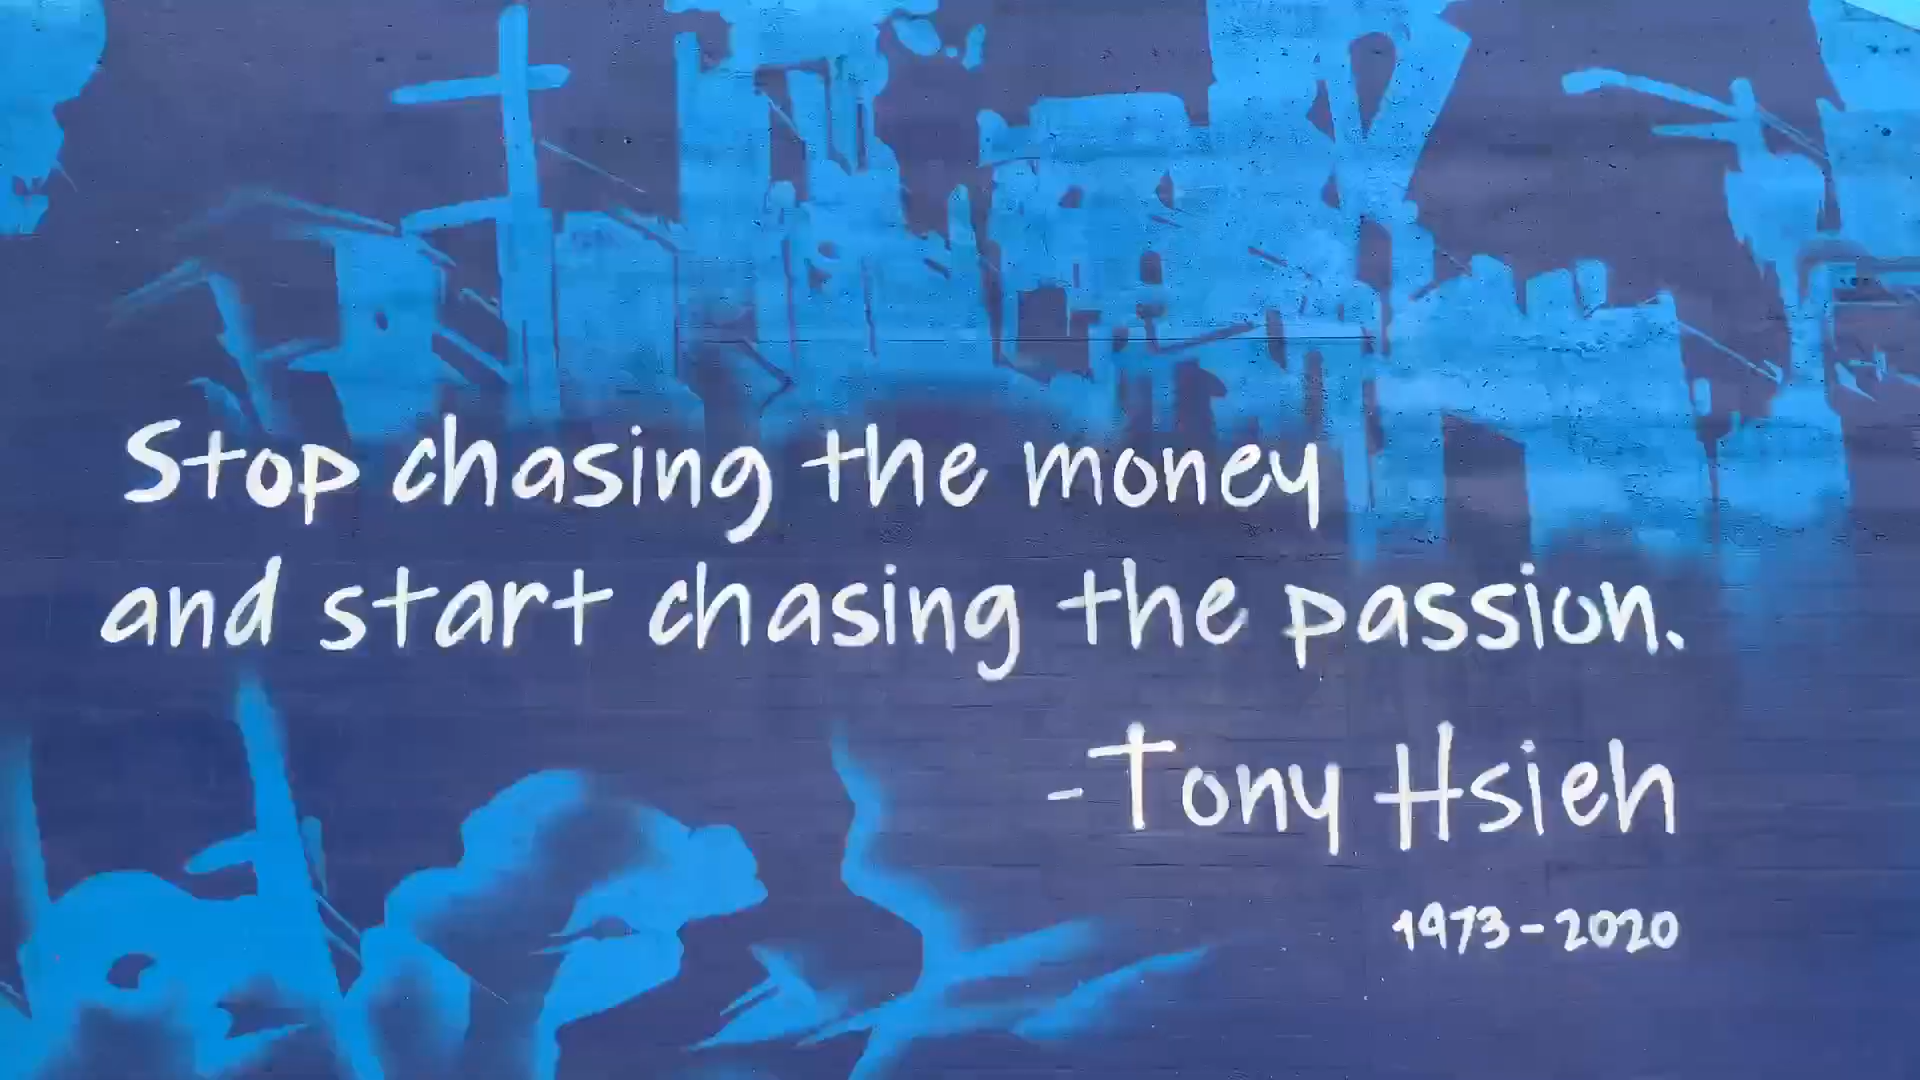 Stop chasing the money
and start chasing the passion.
-Tony Hsieh
1973-2020